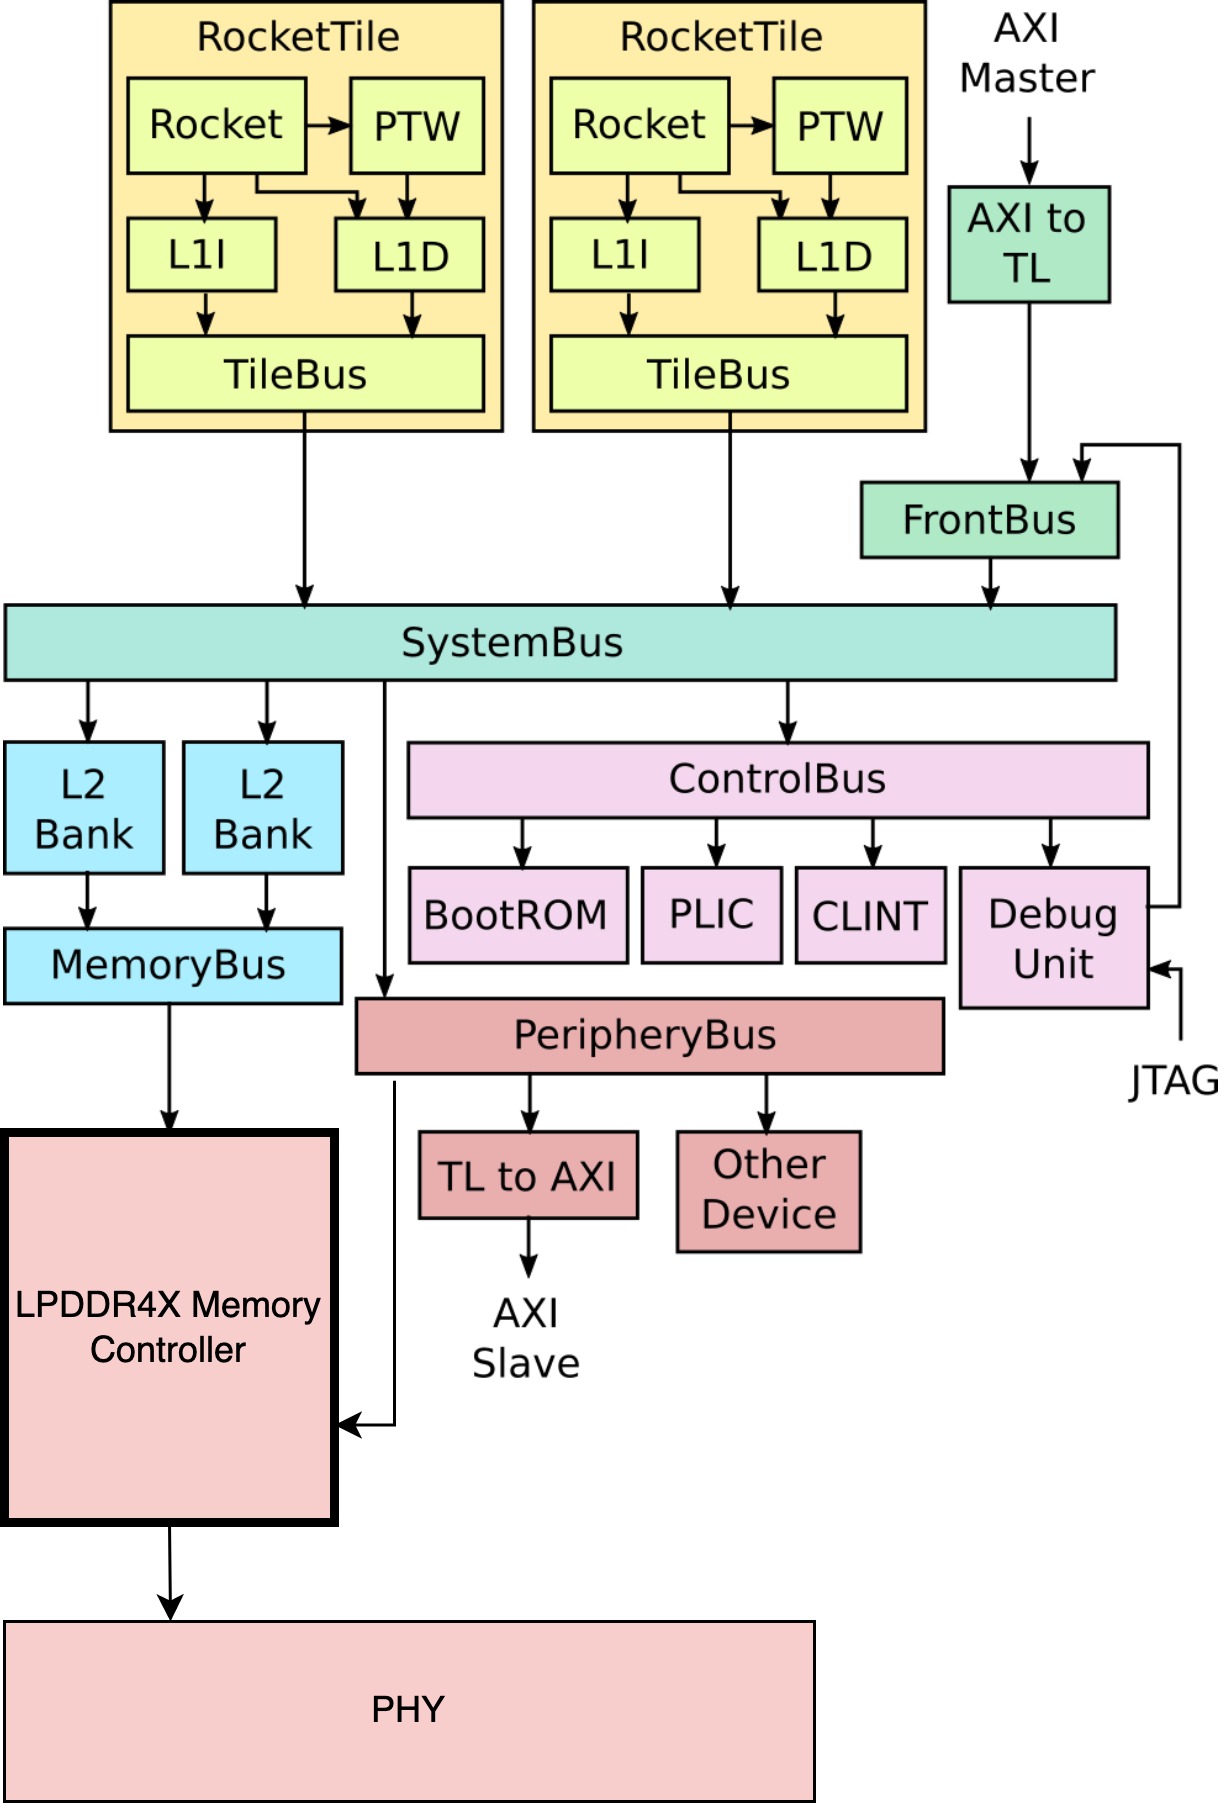 RocketTile
Rocket
PTW
L1I
L1D
TileBus
RocketTile
Rocket
PTW
L1I
L1D
TileBus
AXI
Master
AXI to
TL
FrontBus
SystemBus
L2
Bank
L2
Bank
MemoryBus
ControlBus
BootROM
PLIC
CLINT
Debug
Unit
JTAG
PeripheryBus
TL to AXI
Other
Device
AXI
Slave
LPDDR4X Memory
Controller
PHY